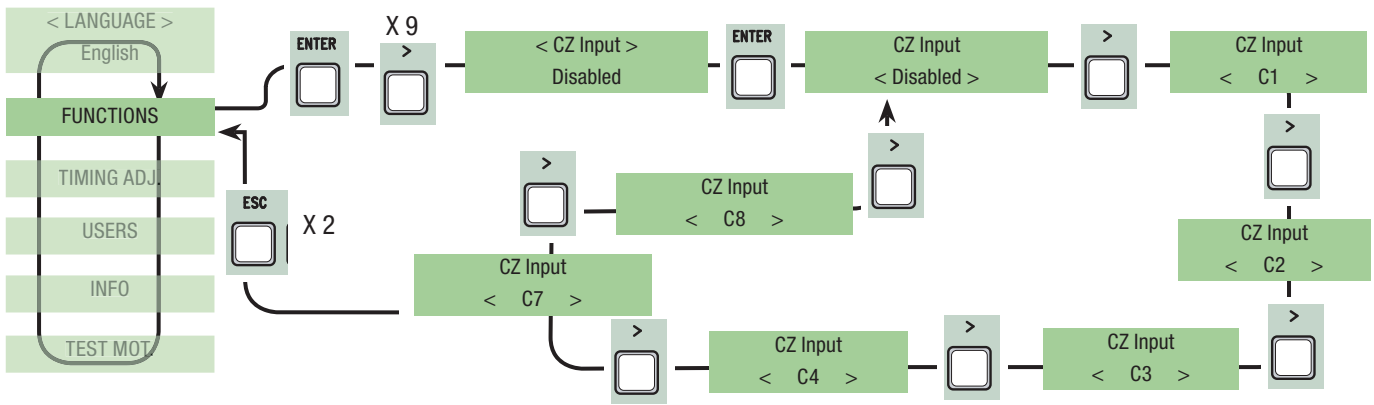 < LANGUAGE >
English
FUNCTIONS
TIMING ADJ.
USERS
INFO
TEST MOT.
ENTER
X 9
>
< CZ Input >
Disabled
ENTER
CZ Input
< Disabled >
>
CZ Input
< C1 >
>
CZ Input
< C2 >
>
CZ Input
< C3 >
>
CZ Input
< C4 >
>
CZ Input
< C7 >
>
CZ Input
< C8 >
>
ESC
X 2